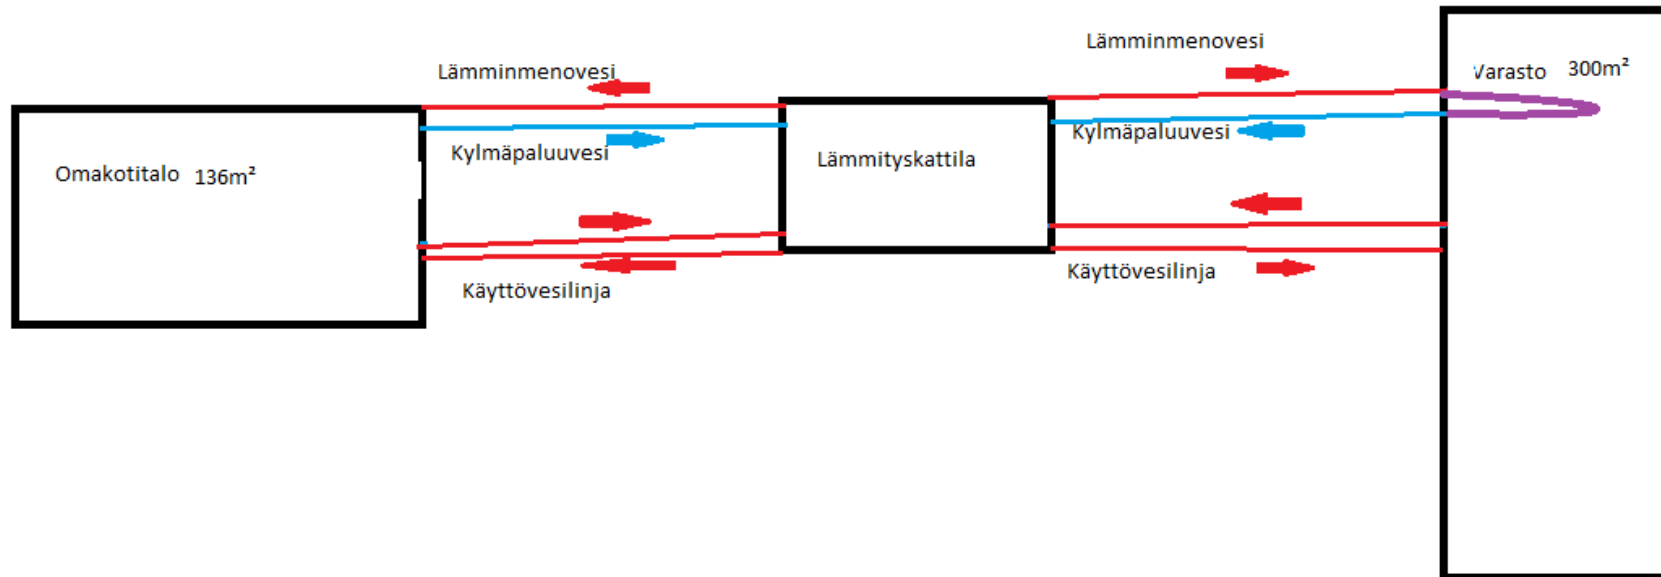 Lämminmenovesi
Lämminmenovesi
Varasto 300m²
Kylmäpaluuvesi
Kylmäpaluuvesi
Omakotitalo 136m²
Lämmityskattila
Käyttövesilinja
Käyttövesilinja